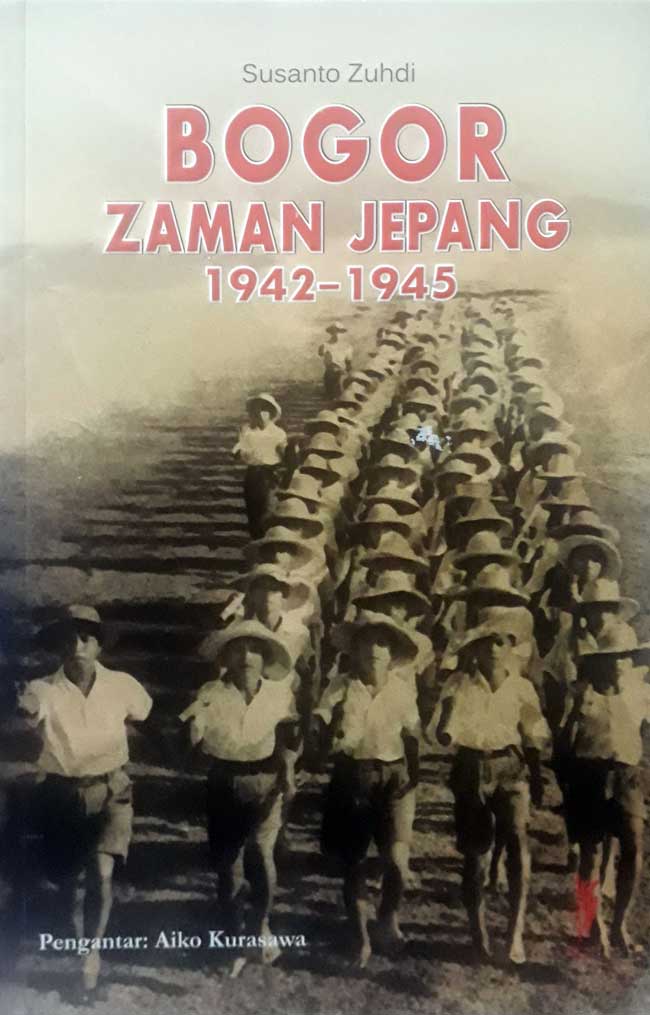 Susanto Zuhdi
BOGOR
ZAMAN JEPANG
1942–1945
Pengantar: Aiko Kurasawa